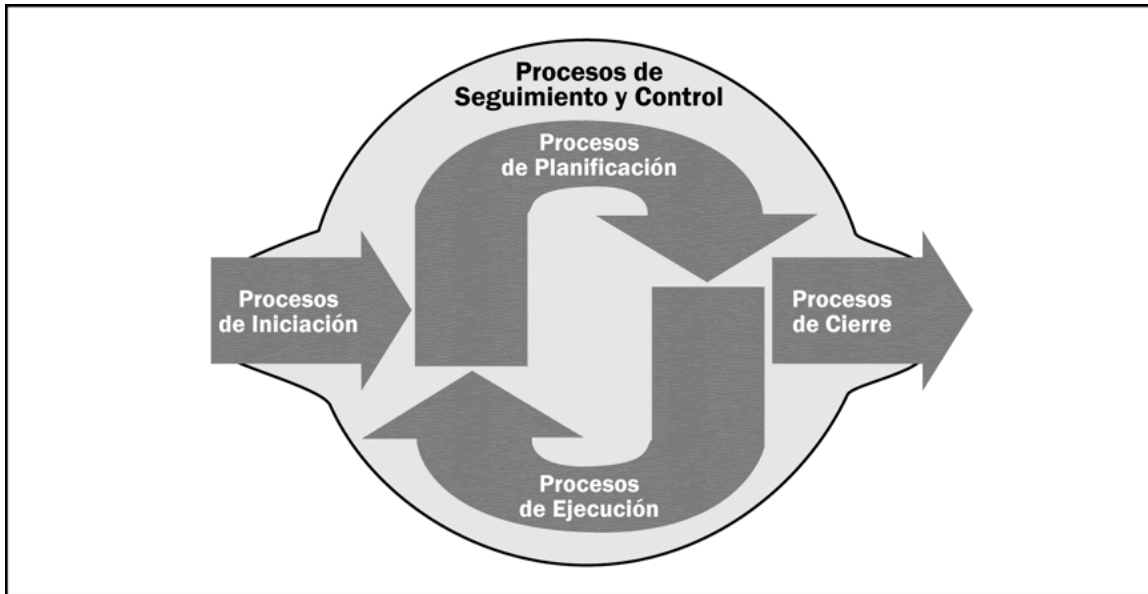 Procesos de
Seguimiento y Control
Procesos
de Planificación
Procesos
de Iniciación
Procesos
de Cierre
Procesos
de Ejecución